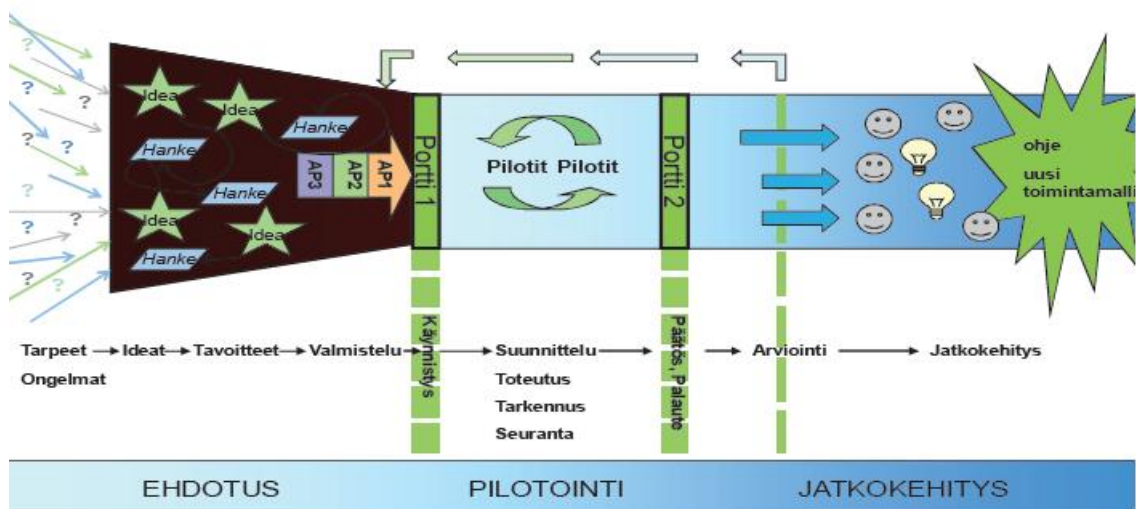 ?
?
?
?
?
?
?
?
?
?
?
Idea
Idea
Hanke
Hanke
Hanke
Idea
Idea
Hanke
AP3
AP2
AP1
Portti 1
Pilotit Pilotit
Portti 2
ohje
uusi
toimintamalli
Tarpeet
Ongelmat
Ideat
Tavoitteet
Valmistelu
Käynnistys
Suunnittelu
Toteutus
Tarkennus
Seuranta
Päätös, Palaute
Arviointi
Jatkokehitys
EHDOTUS
PILOTOINTI
JATKOKEHITYS